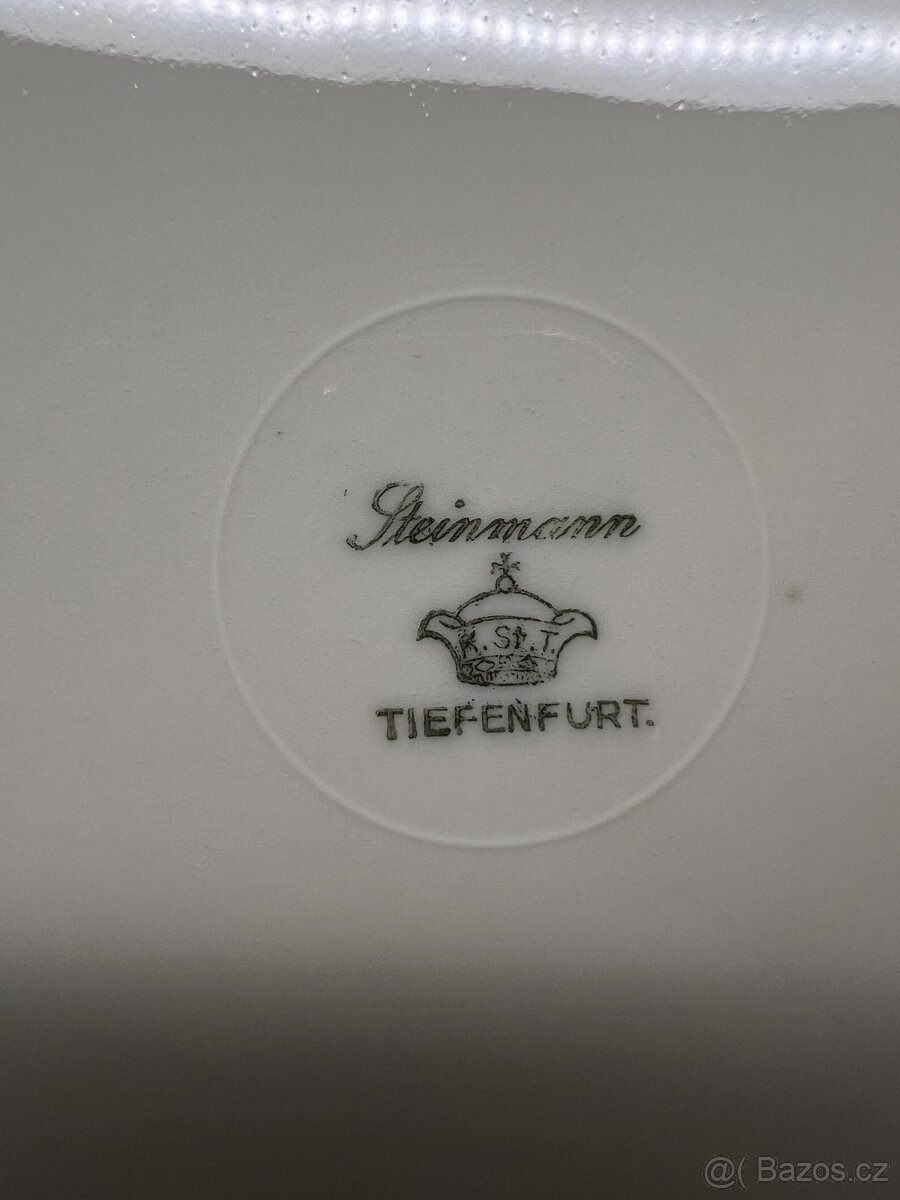 Steinmann
K.St.T.
TIEFENFURT.
@( Bazos.cz